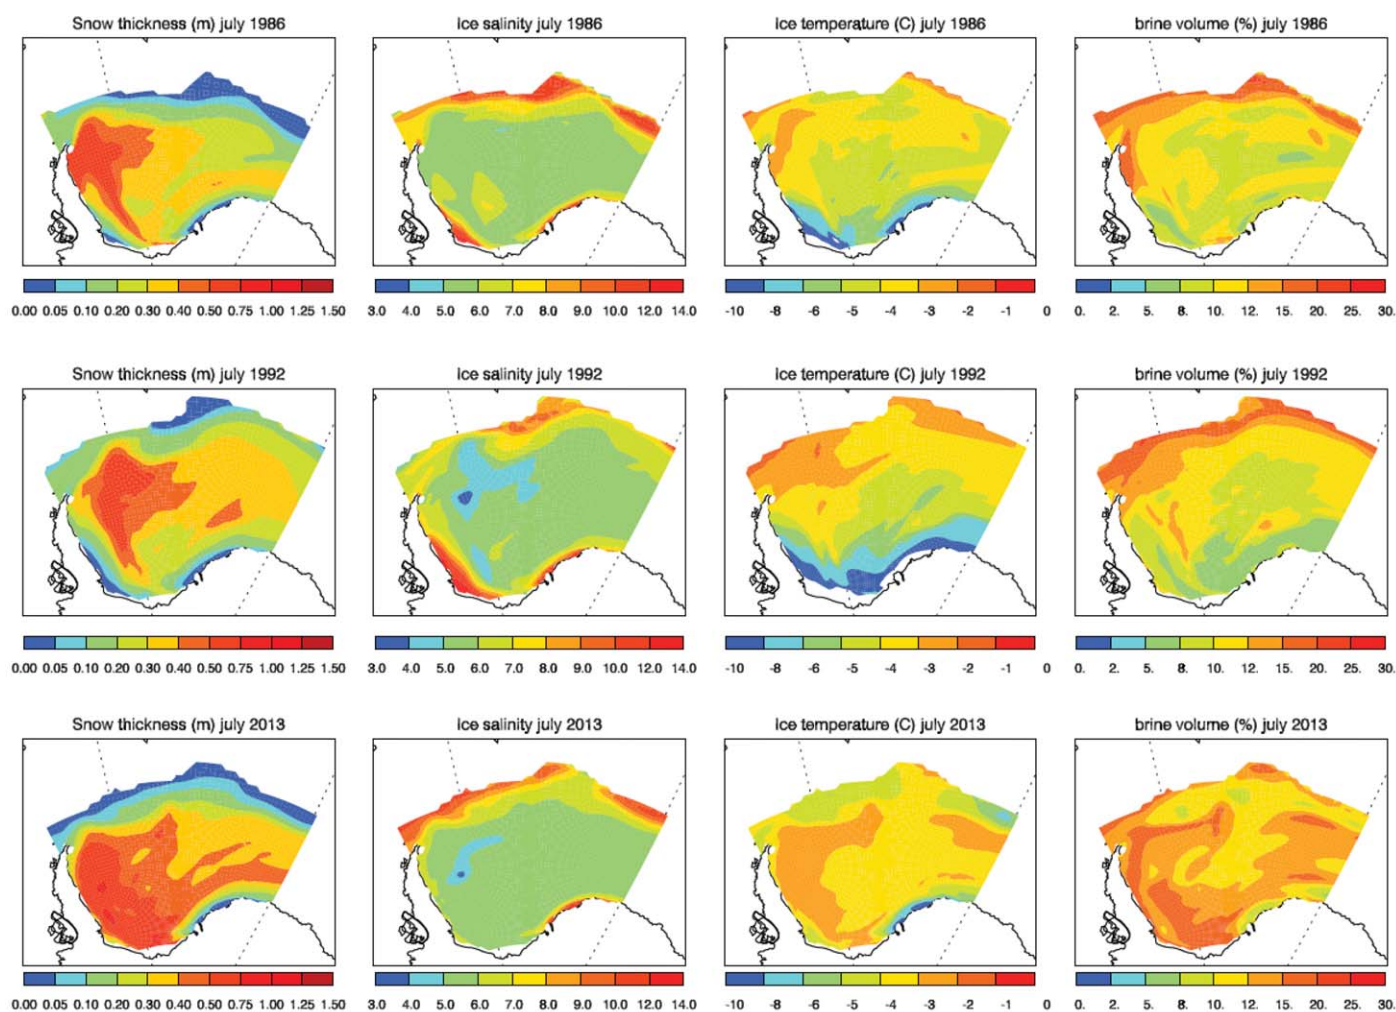 Snow thickness (m) july 1986
ice salinity july 1986
ice temperature (C) july 1986
brine volume (%) july 1986
0.00 0.05 0.10 0.20 0.30 0.40 0.50 0.75 1.00 1.25 1.50
3.0 4.0 5.0 6.0 7.0 8.0 9.0 10.0 12.0 14.0
-10 -8 -6 -5 -4 -3 -2 -1 0
0. 2. 5. 8. 10. 12. 15. 20. 25. 30.
Snow thickness (m) july 1992
ice salinity july 1992
ice temperature (C) july 1992
brine volume (%) july 1992
0.00 0.05 0.10 0.20 0.30 0.40 0.50 0.75 1.00 1.25 1.50
3.0 4.0 5.0 6.0 7.0 8.0 9.0 10.0 12.0 14.0
-10 -8 -6 -5 -4 -3 -2 -1 0
0. 2. 5. 8. 10. 12. 15. 20. 25. 30.
Snow thickness (m) july 2013
ice salinity july 2013
ice temperature (C) july 2013
brine volume (%) july 2013
0.00 0.05 0.10 0.20 0.30 0.40 0.50 0.75 1.00 1.25 1.50
3.0 4.0 5.0 6.0 7.0 8.0 9.0 10.0 12.0 14.0
-10 -8 -6 -5 -4 -3 -2 -1 0
0. 2. 5. 8. 10. 12. 15. 20. 25. 30.